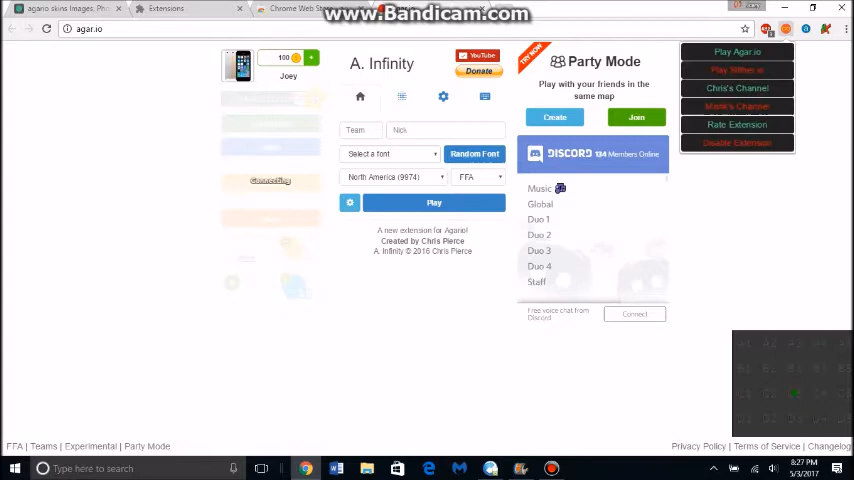 www.Bandicam.com
agario skins Images, Ph
Extensions
Chrome Web Store
agar.io
100
Joey
Connecting
A. Infinity
YouTube
Donate
Team
Nick
Select a font
Random Font
North America (9974)
FFA
Play
A new extension for Agario!
Created by Chris Pierce
A. Infinity © 2016 Chris Pierce
TRY NOW
Party Mode
Play with your friends in the
same map
Create
Join
DISCORD 134 Members Online
Music
Global
Duo 1
Duo 2
Duo 3
Duo 4
Staff
Free voice chat from
Discord
Connect
Play Agar.io
Play Slither.io
Chris's Channel
Rate Extension
Disable Extension
FFA | Teams | Experimental | Party Mode
Privacy Policy | Terms of Service | Changelog
Type here to search
8:27 PM
5/3/2017